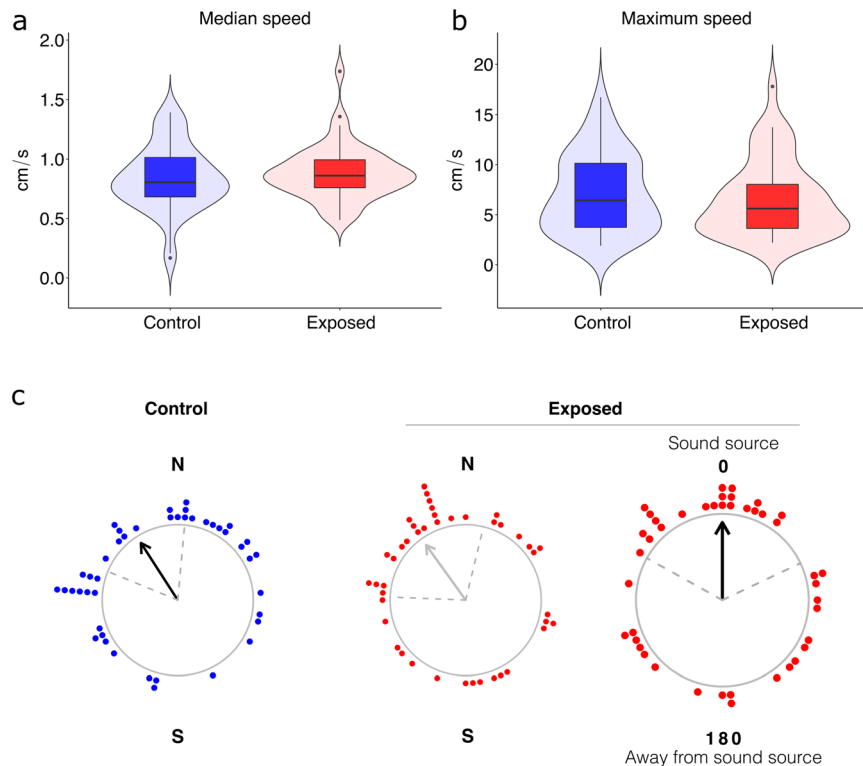 a
Median speed
cm/s
2.0
1.5
1.0
0.5
0.0
Control
Exposed
b
Maximum speed
cm/s
20
15
10
5
0
Control
Exposed
c
Control
N
S
Exposed
N
S
Sound source
0
180
Away from sound source